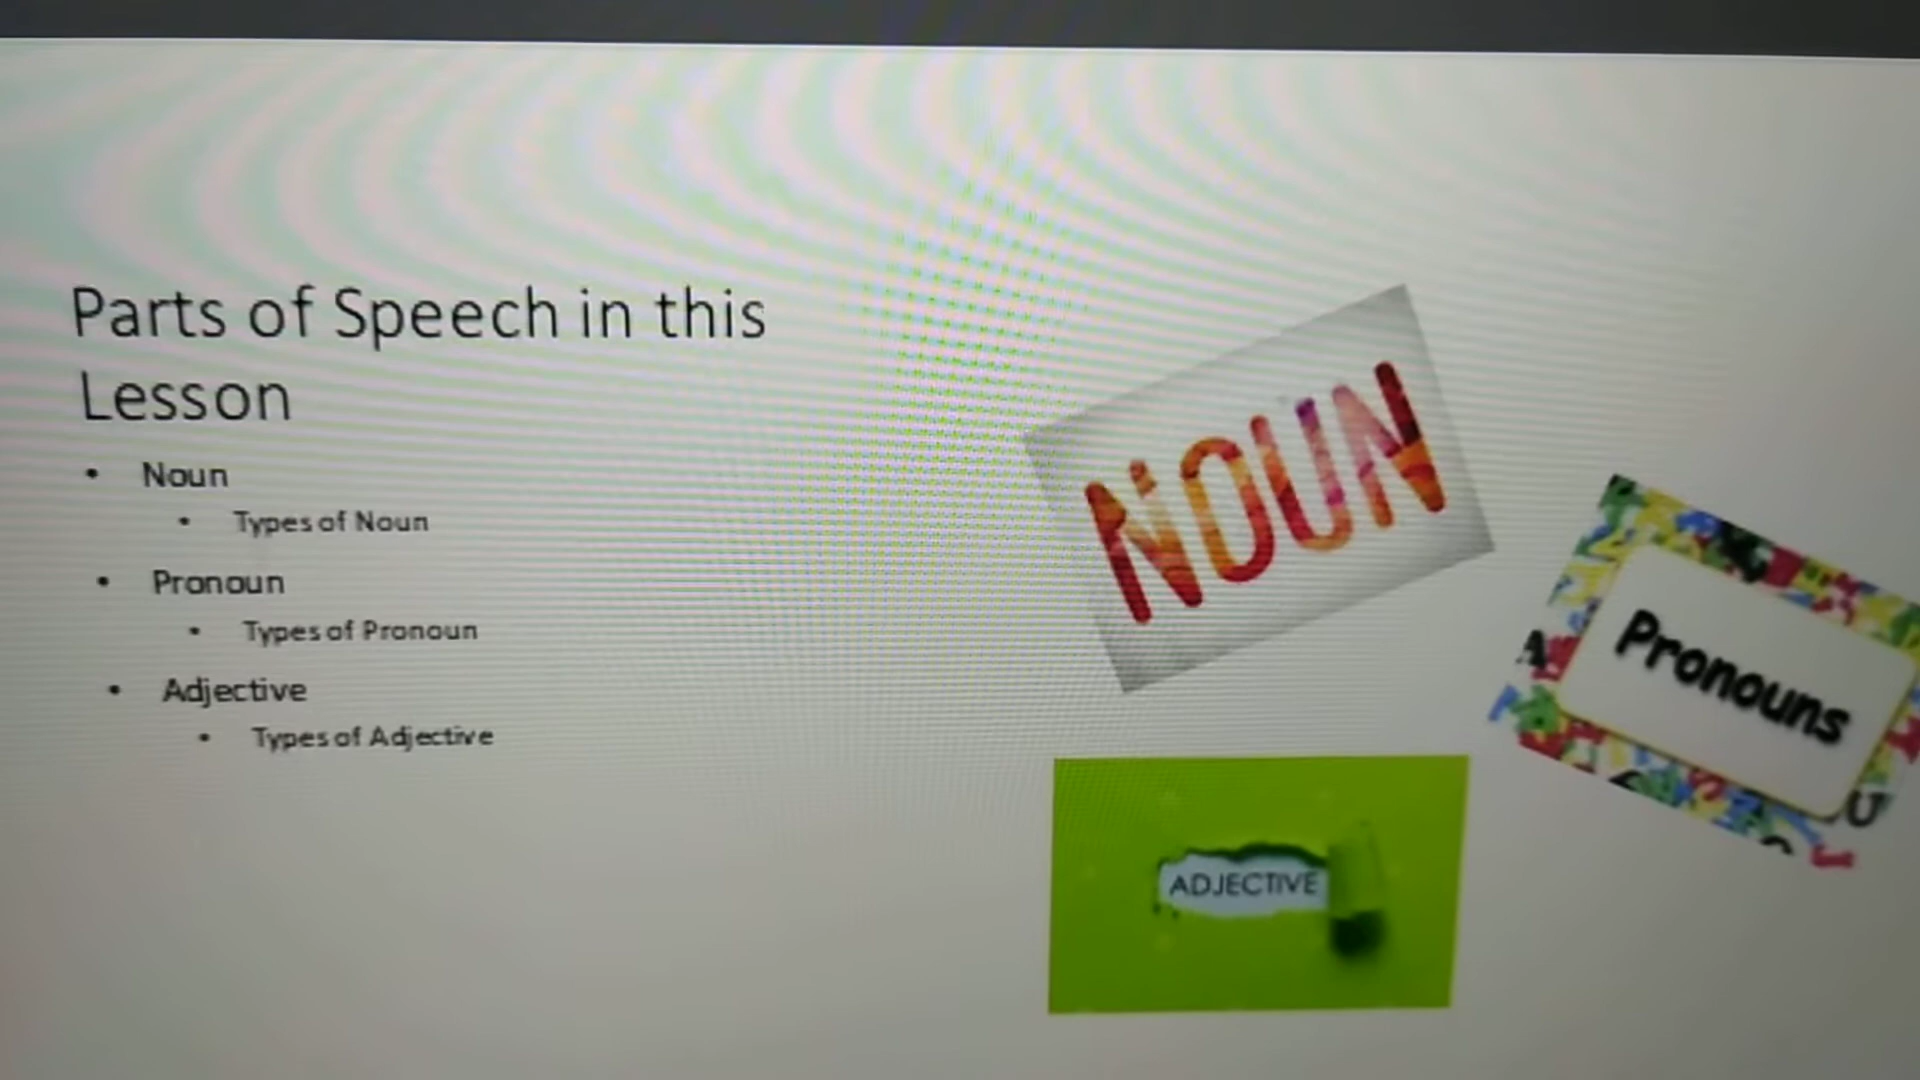 Parts of Speech in this
Lesson
• Noun
• Types of Noun
• Pronoun
• Types of Pronoun
• Adjective
• Types of Adjective
NOUN
Pronouns
ADJECTIVE